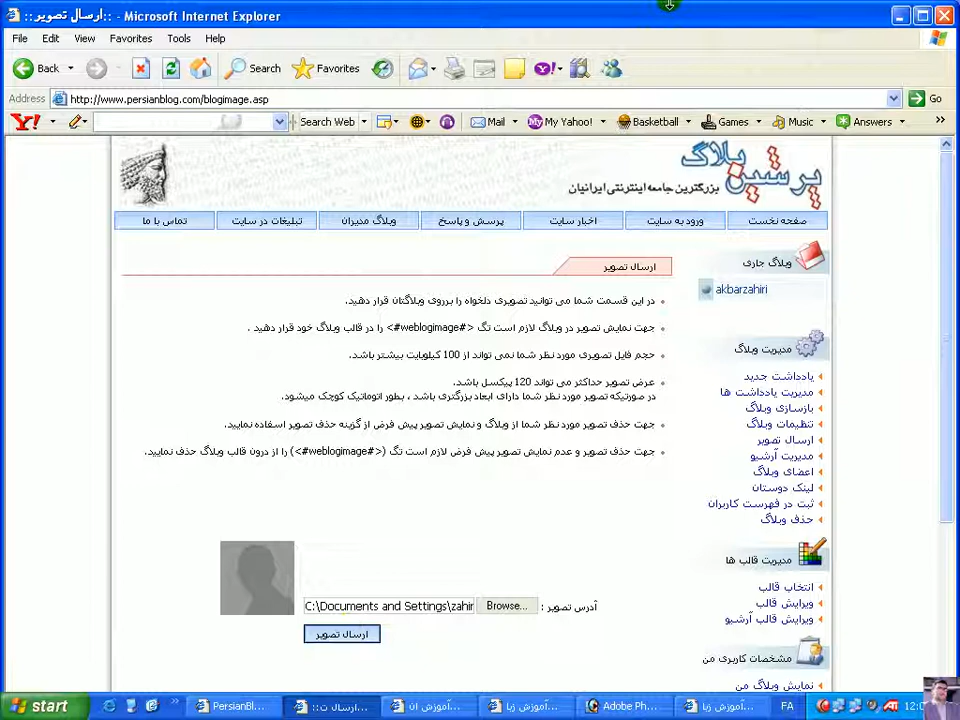 ::ارسال تصویر:: - Microsoft Internet Explorer
File Edit View Favorites Tools Help
Back Search Favorites
Address http://www.persianblog.com/blogimage.asp Go
Y! Search Web Mail My Yahoo! Basketball Games Music Answers »
پرشین بلاگ
بزرگترین جامعه اینترنتی ایرانیان
صفحه نخست ورود به سایت اخبار سایت پرسش و پاسخ وبلاگ مدیران تبلیغات در سایت تماس با ما
وبلاگ جاری
akbarzahiri
مدیریت وبلاگ
یادداشت جدید
مدیریت یادداشت ها
بازسازی وبلاگ
تنظیمات وبلاگ
ارسال تصویر
مدیریت آرشیو
اعضای وبلاگ
لینک دوستان
ثبت در فهرست کاربران
حذف وبلاگ
مدیریت قالب ها
انتخاب قالب
ویرایش قالب
ویرایش قالب آرشیو
مشخصات کاربری من
نمایش وبلاگ من
ارسال تصویر
در این قسمت شما می توانید تصویری دلخواه را برروی وبلاگتان قرار دهید.
جهت نمایش تصویر در وبلاگ لازم است تگ <#weblogimage#> را در قالب وبلاگ خود قرار دهید .
حجم فایل تصویری مورد نظر شما نمی تواند از 100 کیلوبایت بیشتر باشد.
عرض تصویر حداکثر می تواند 120 پیکسل باشد.
در صورتیکه تصویر مورد نظر شما دارای ابعاد بزرگتری باشد ، بطور اتوماتیک کوچک میشود.
جهت حذف تصویر مورد نظر شما از وبلاگ و نمایش تصویر پیش فرض از گزینه حذف تصویر اسفاده نمایید.
جهت حذف تصویر و عدم نمایش تصویر پیش فرض لازم است تگ (<#weblogimage#>) را از درون قالب وبلاگ حذف نمایید.
آدرس تصویر : Browse... C:\Documents and Settings\zahir
ارسال تصویر
start PersianBl... ::ارسال ت... آموزش ان... آموزش زبا... Adobe Ph... آموزش زبا... FA